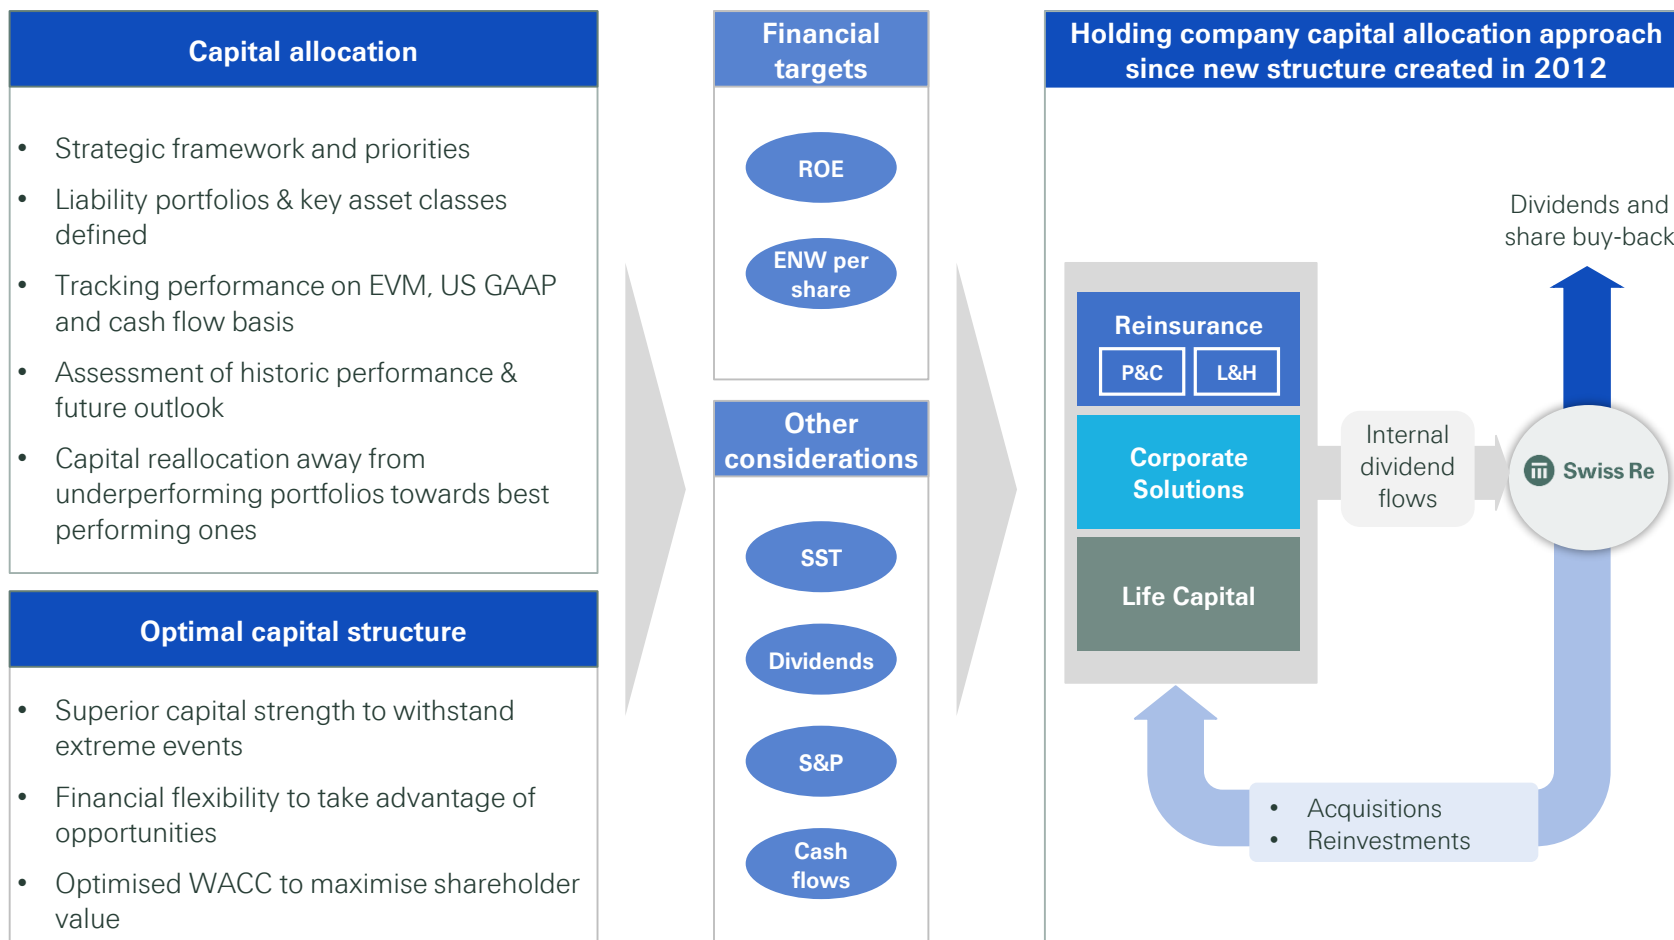 Capital allocation
• Strategic framework and priorities
• Liability portfolios & key asset classes
defined
• Tracking performance on EVM, US GAAP
and cash flow basis
• Assessment of historic performance &
future outlook
• Capital reallocation away from
underperforming portfolios towards best
performing ones
Optimal capital structure
• Superior capital strength to withstand
extreme events
• Financial flexibility to take advantage of
opportunities
• Optimised WACC to maximise shareholder
value
Financial
targets
ROE
ENW per
share
Other
considerations
SST
Dividends
S&P
Cash
flows
Holding company capital allocation approach
since new structure created in 2012
Dividends and
share buy-back
Reinsurance
P&C
L&H
Corporate
Solutions
Life Capital
Internal
dividend
flows
Swiss Re
• Acquisitions
• Reinvestments